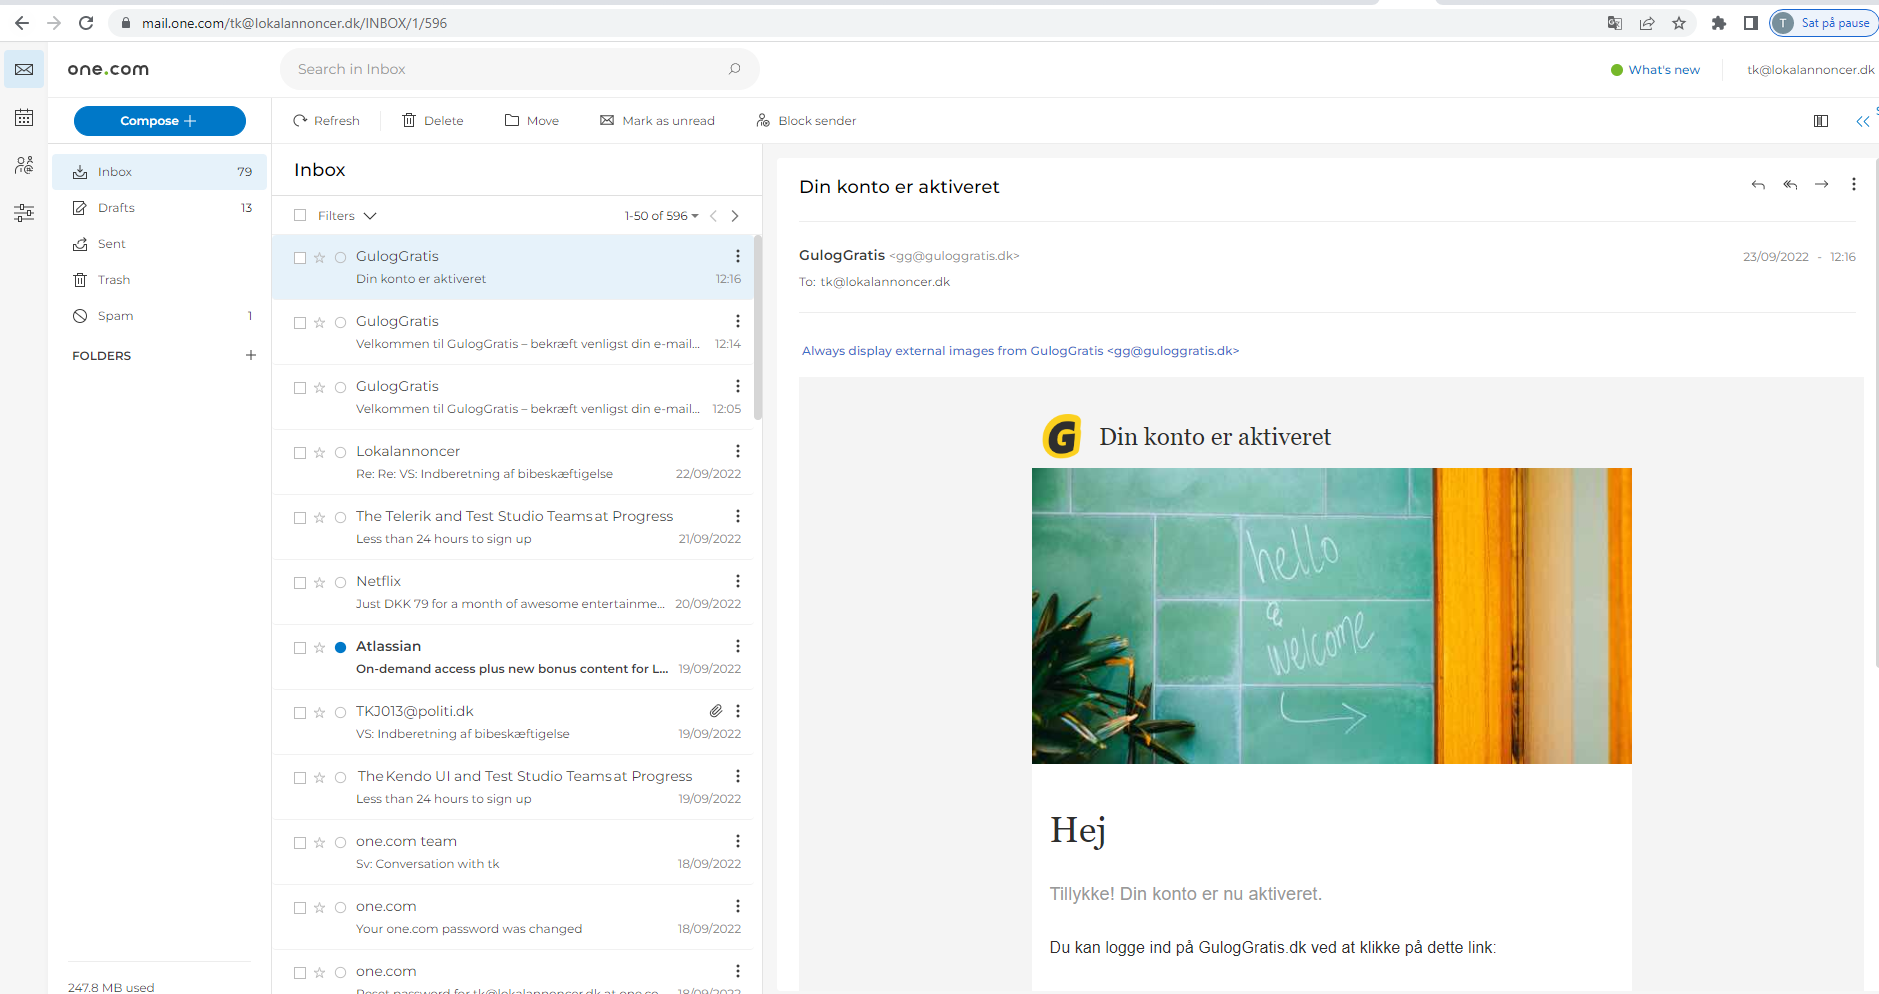 mail.one.com/tk@lokalannoncer.dk/INBOX/1/596
T Sat på pause
one.com
Search in Inbox
What's new
tk@lokalannoncer.dk
Compose
Refresh
Delete
Move
Mark as unread
Block sender
Inbox 79
Drafts 13
Sent
Trash
Spam 1
FOLDERS +
247.8 MB used
Inbox
Filters
1-50 of 596
GulogGratis
Din konto er aktiveret 12:16
GulogGratis
Velkommen til GulogGratis – bekræft venligst din e-mail... 12:14
GulogGratis
Velkommen til GulogGratis – bekræft venligst din e-mail... 12:05
Lokalannoncer
Re: Re: VS: Indberetning af bibeskæftigelse 22/09/2022
The Telerik and Test Studio Teams at Progress
Less than 24 hours to sign up 21/09/2022
Netflix
Just DKK 79 for a month of awesome entertainme... 20/09/2022
Atlassian
On-demand access plus new bonus content for L... 19/09/2022
TKJ013@politi.dk
VS: Indberetning af bibeskæftigelse 19/09/2022
The Kendo UI and Test Studio Teams at Progress
Less than 24 hours to sign up 19/09/2022
one.com team
Sv: Conversation with tk 18/09/2022
one.com
Your one.com password was changed 18/09/2022
one.com
Reset password for tk@lokalannoncer.dk at one.co... 18/09/2022
Din konto er aktiveret
GulogGratis <gg@guloggratis.dk>
23/09/2022 - 12:16
To: tk@lokalannoncer.dk
Always display external images from GulogGratis <gg@guloggratis.dk>
G Din konto er aktiveret
hello
&
welcome
Hej
Tillykke! Din konto er nu aktiveret.
Du kan logge ind på GulogGratis.dk ved at klikke på dette link: